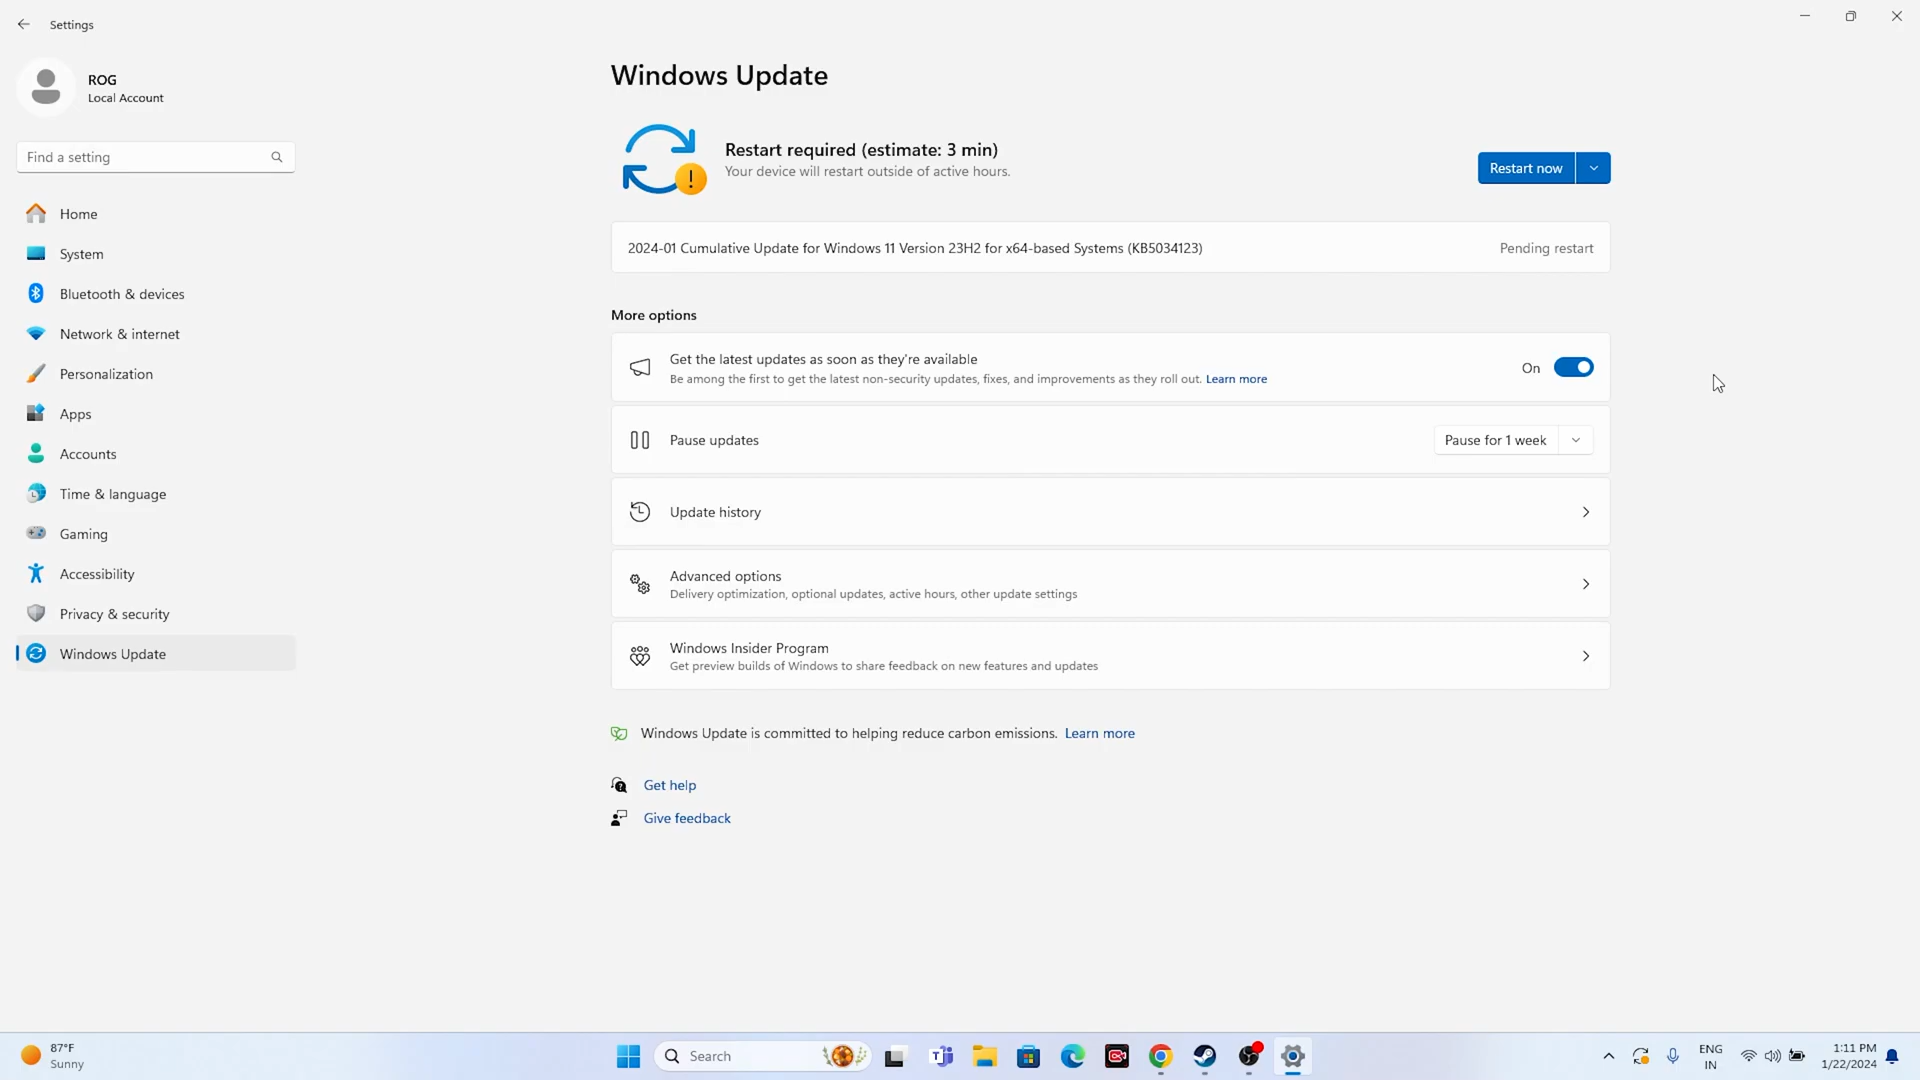 Settings
ROG
Local Account
Find a setting
Home
System
Bluetooth & devices
Network & internet
Personalization
Apps
Accounts
Time & language
Gaming
Accessibility
Privacy & security
Windows Update
Windows Update
Restart required (estimate: 3 min)
Your device will restart outside of active hours.
Restart now
2024-01 Cumulative Update for Windows 11 Version 23H2 for x64-based Systems (KB5034123)
Pending restart
More options
Get the latest updates as soon as they're available
Be among the first to get the latest non-security updates, fixes, and improvements as they roll out. Learn more
On
Pause updates
Pause for 1 week
Update history
Advanced options
Delivery optimization, optional updates, active hours, other update settings
Windows Insider Program
Get preview builds of Windows to share feedback on new features and updates
Windows Update is committed to helping reduce carbon emissions. Learn more
Get help
Give feedback
87°F
Sunny
Search
ENG
IN
1:11 PM
1/22/2024